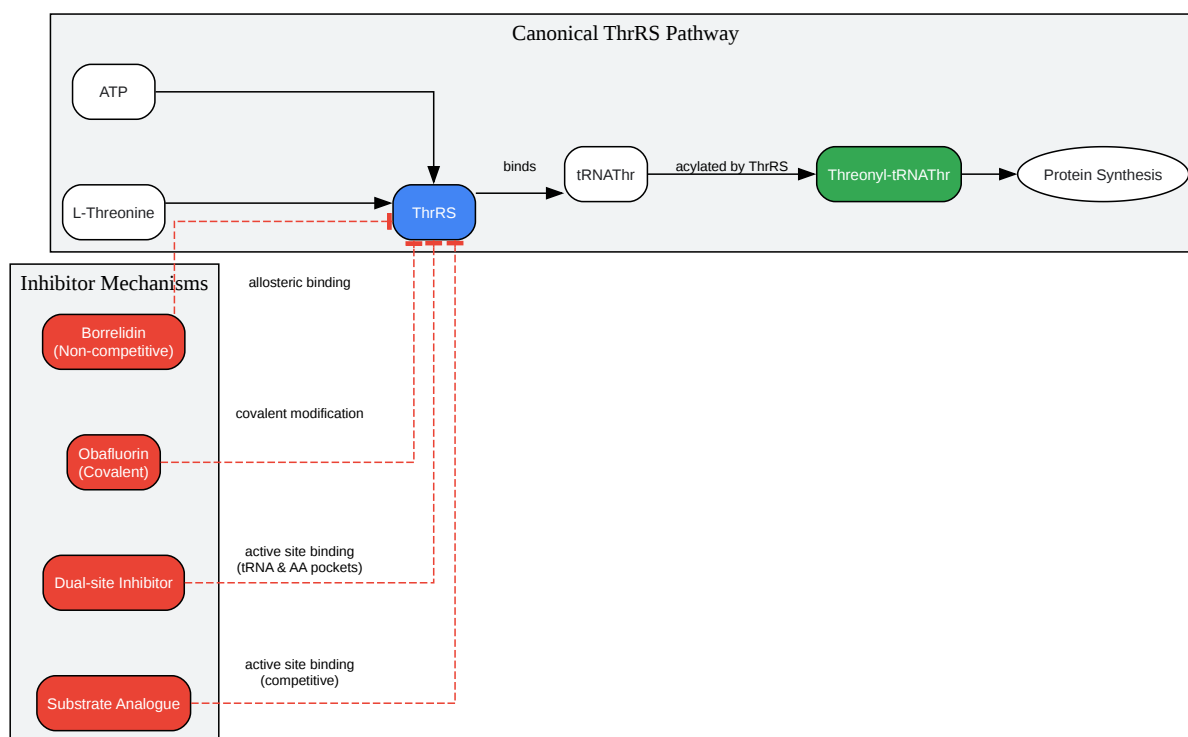 Canonical ThrRS Pathway
ATP
L-Threonine
ThrRS
binds
tRNAThr
acylated by ThrRS
Threonyl-tRNAThr
Protein Synthesis
Inhibitor Mechanisms
allosteric binding
Borrelidin
(Non-competitive)
covalent modification
Obafluorin
(Covalent)
active site binding
(tRNA & AA pockets)
Dual-site Inhibitor
active site binding
(competitive)
Substrate Analogue